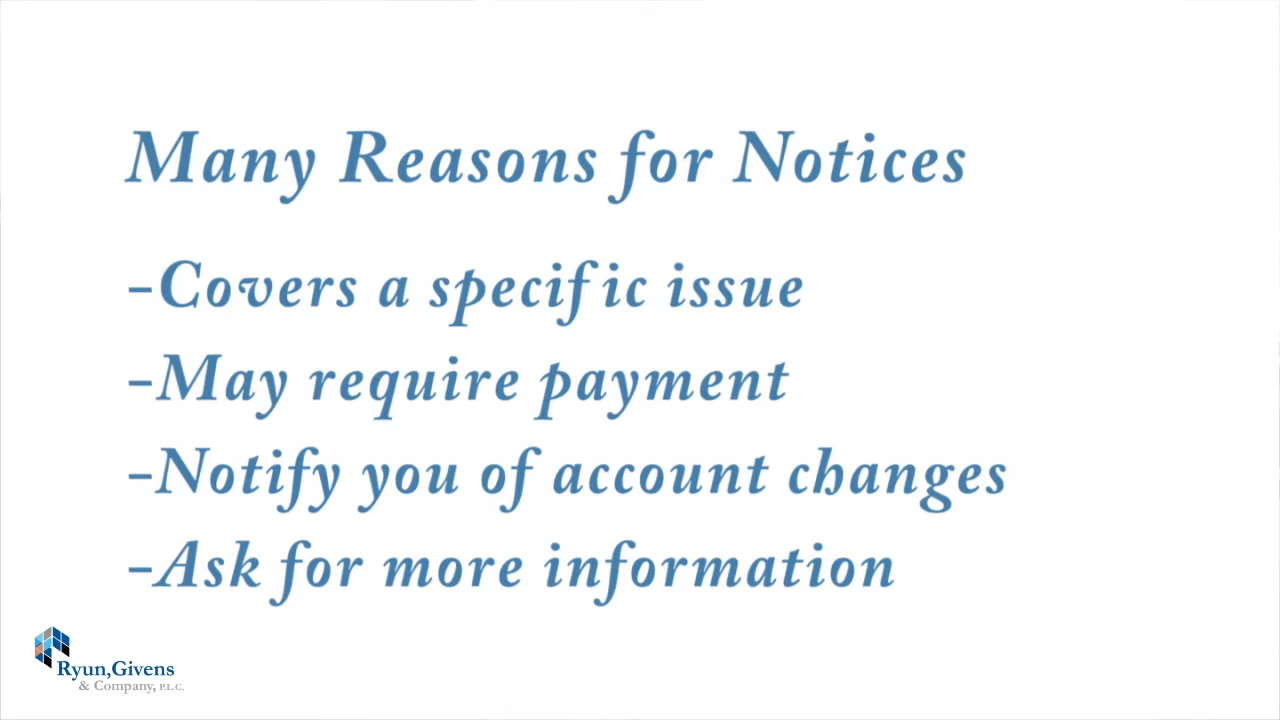 Many Reasons for Notices
-Covers a specific issue
-May require payment
-Notify you of account changes
-Ask for more information
Ryun,Givens
& Company, P.L.C.